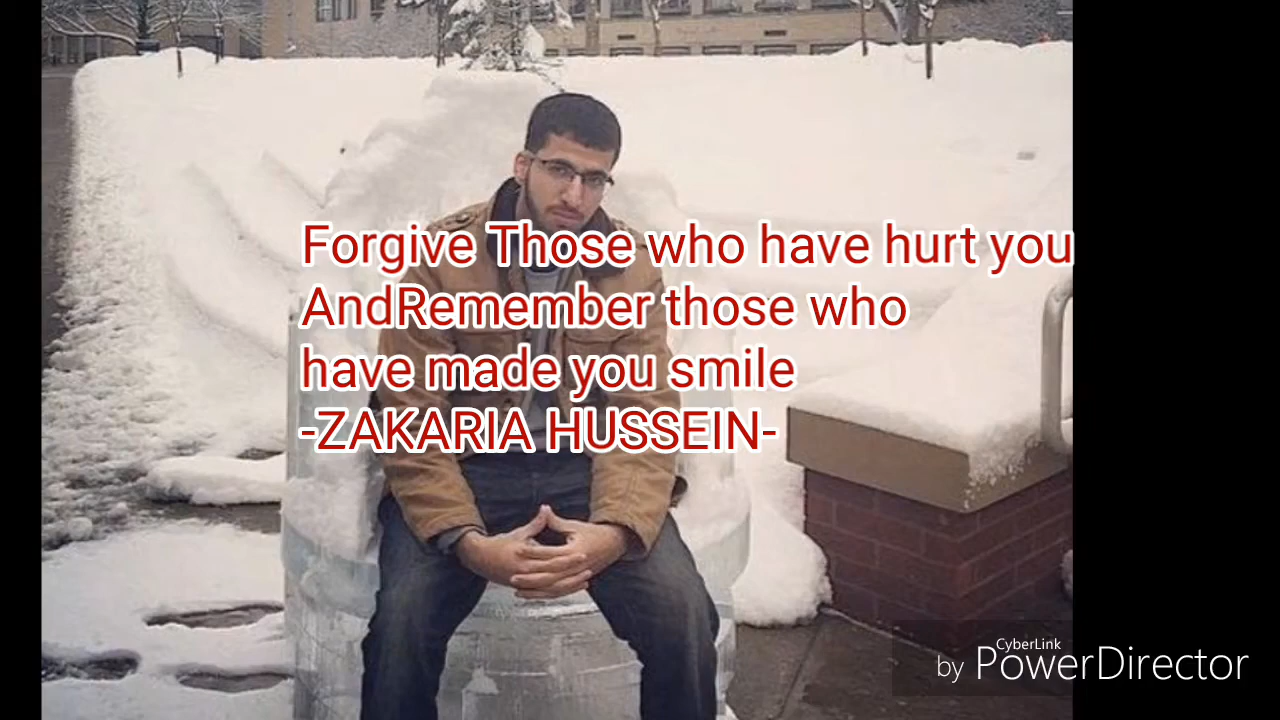 Forgive Those who have hurt you
AndRemember those who
have made you smile
-ZAKARIA HUSSEIN-
CyberLink
by PowerDirector